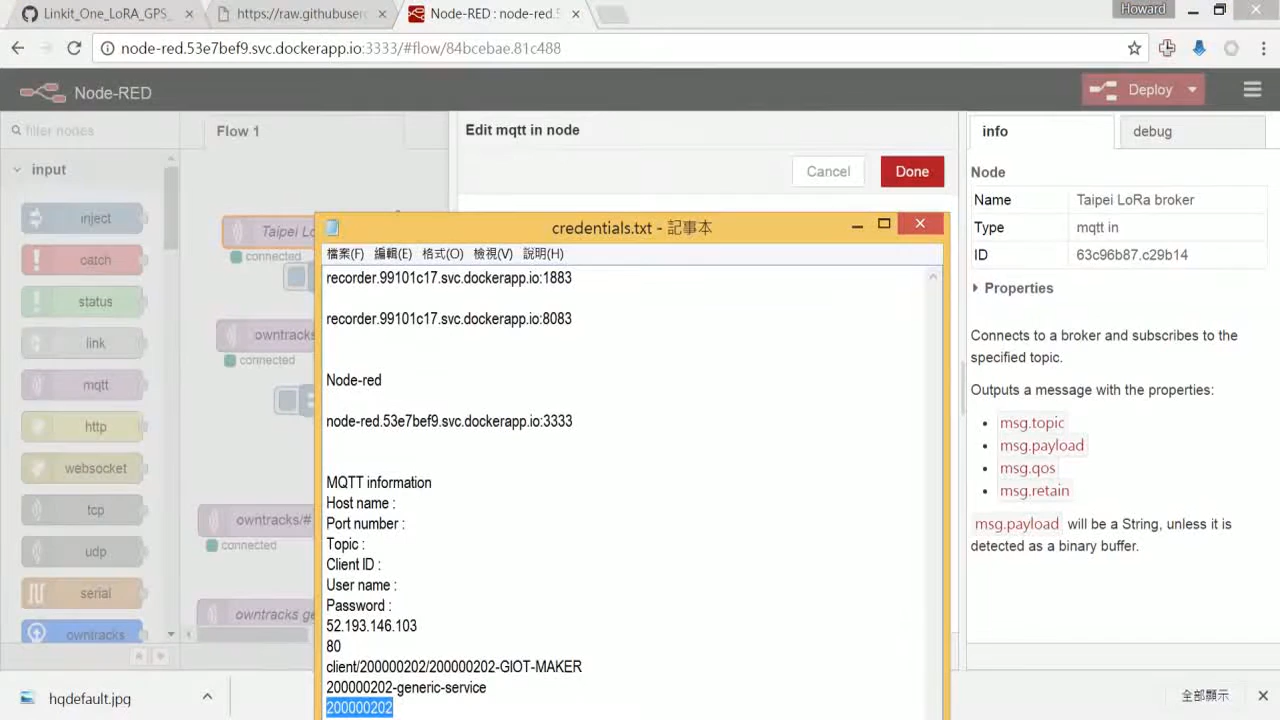 Linkit_One_LoRA_GPS_
https://raw.githubuser
Node-RED : node-red.5
Howard
node-red.53e7bef9.svc.dockerapp.io:3333/#flow/84bcebae.81c488
Node-RED
Deploy
filter nodes
Flow 1
Edit mqtt in node
info
debug
input
Cancel
Done
Node
Name
Taipei LoRa broker
Type
mqtt in
ID
63c96b87.c29b14
Properties
Connects to a broker and subscribes to the
specified topic.
Outputs a message with the properties:
msg.topic
msg.payload
msg.qos
msg.retain
msg.payload will be a String, unless it is
detected as a binary buffer.
inject
catch
status
link
mqtt
http
websocket
tcp
udp
serial
owntracks
Taipei Lo
connected
owntracks
connected
owntracks/#
connected
owntracks ge
credentials.txt - 記事本
檔案(F) 編輯(E) 格式(O) 檢視(V) 說明(H)
recorder.99101c17.svc.dockerapp.io:1883
recorder.99101c17.svc.dockerapp.io:8083
Node-red
node-red.53e7bef9.svc.dockerapp.io:3333
MQTT information
Host name :
Port number :
Topic :
Client ID :
User name :
Password :
52.193.146.103
80
client/200000202/200000202-GIOT-MAKER
200000202-generic-service
200000202
hqdefault.jpg
全部顯示